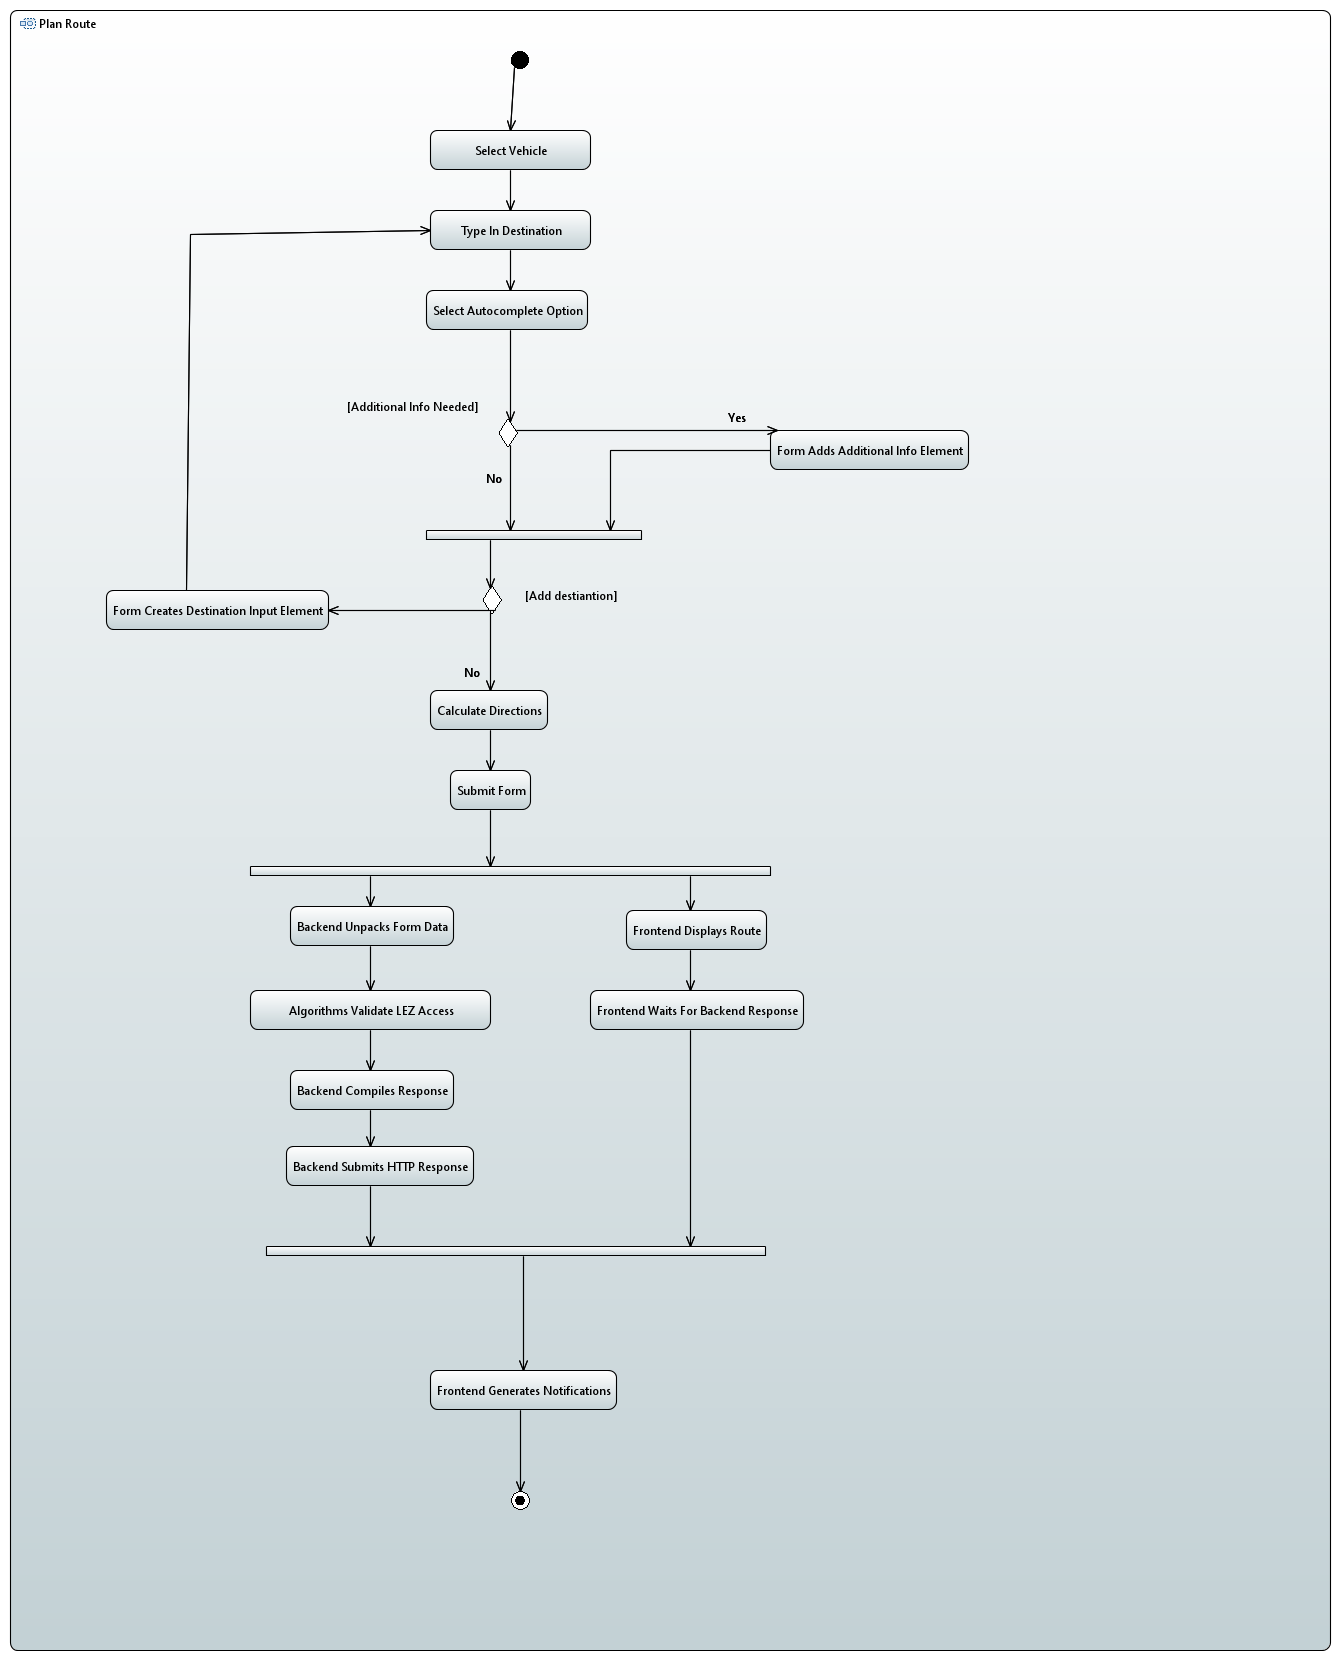 Plan Route
Select Vehicle
Type In Destination
Select Autocomplete Option
[Additional Info Needed]
Yes
Form Adds Additional Info Element
No
Form Creates Destination Input Element
[Add destiantion]
No
Calculate Directions
Submit Form
Backend Unpacks Form Data
Frontend Displays Route
Algorithms Validate LEZ Access
Frontend Waits For Backend Response
Backend Compiles Response
Backend Submits HTTP Response
Frontend Generates Notifications